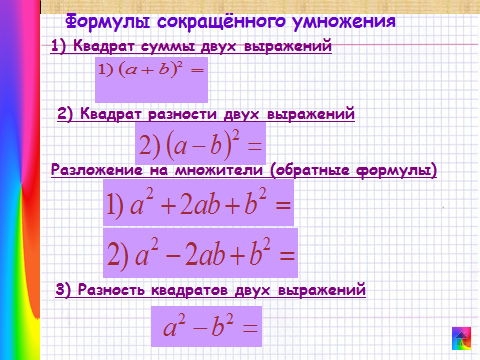 Формулы сокращённого умножения
1) Квадрат суммы двух выражений
1) (a + b)² =
2) Квадрат разности двух выражений
2) (a − b)² =
Разложение на множители (обратные формулы)
1) a² + 2ab + b² =
2) a² − 2ab + b² =
3) Разность квадратов двух выражений
a² − b² =